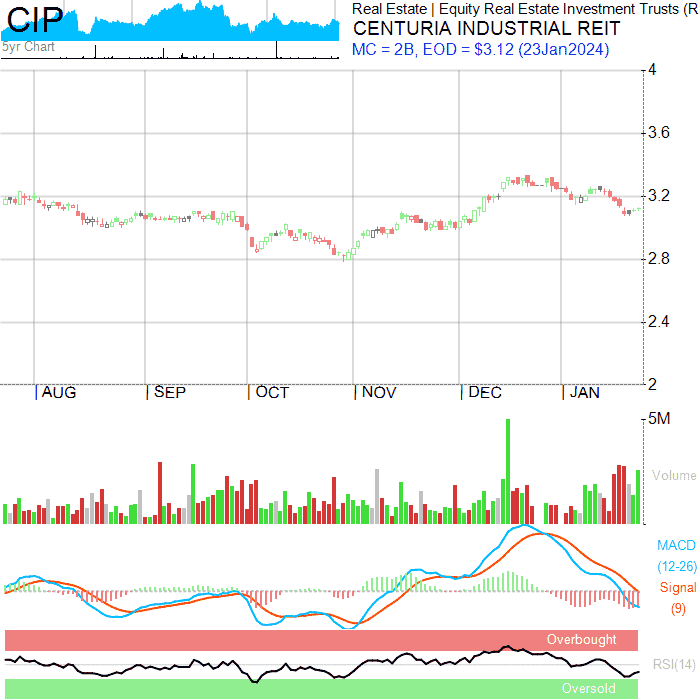 CIP
5yr Chart
Real Estate | Equity Real Estate Investment Trusts (R
CENTURIA INDUSTRIAL REIT
MC = 2B, EOD = $3.12 (23Jan2024)
4
3.6
3.2
2.8
2.4
2
AUG SEP OCT NOV DEC JAN
5M
Volume
MACD
(12-26)
Signal
(9)
Overbought
RSI(14)
Oversold